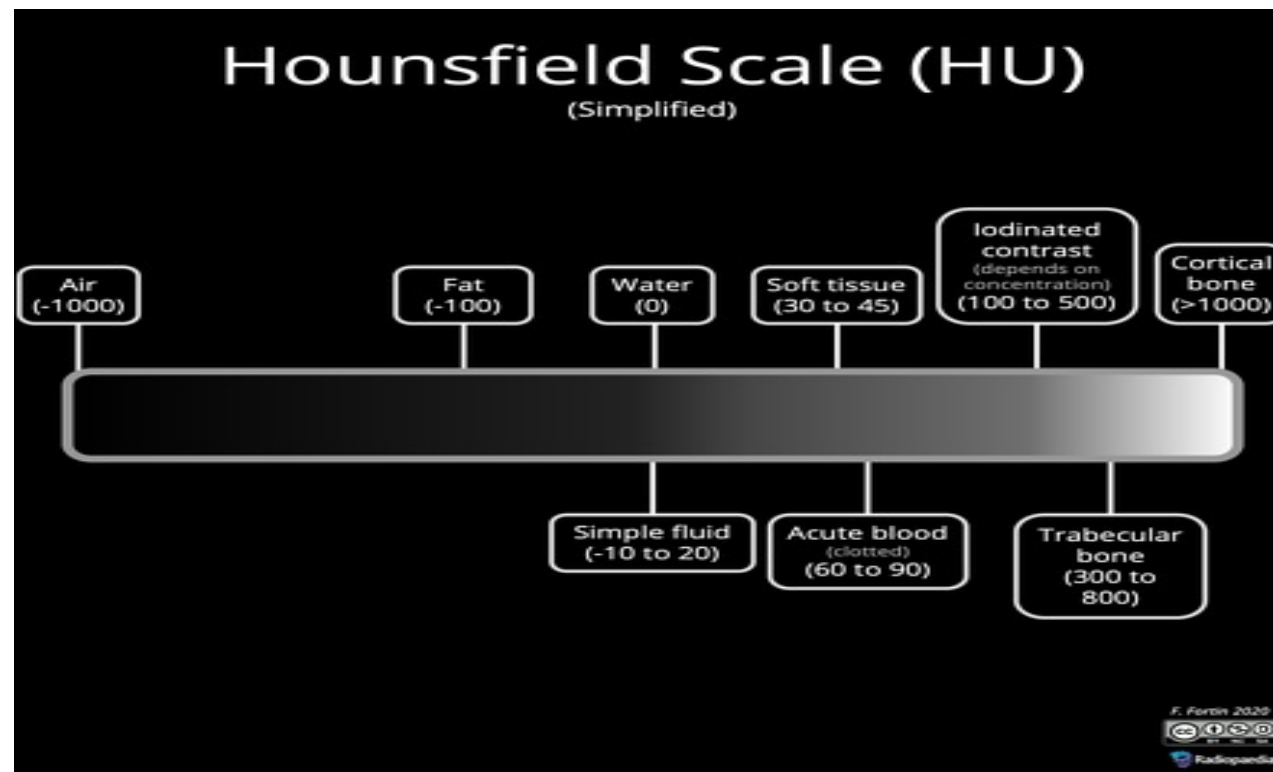 Hounsfield Scale (HU)
(Simplified)
Air
(-1000)
Fat
(-100)
Water
(0)
Soft tissue
(30 to 45)
Iodinated
contrast
(depends on
concentration)
(100 to 500)
Cortical
bone
(>1000)
Simple fluid
(-10 to 20)
Acute blood
(clotted)
(60 to 90)
Trabecular
bone
(300 to
800)
F. Fortin 2020
cc
Radiopaedia